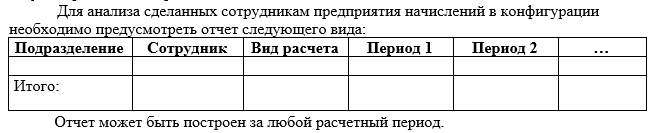 Для анализа сделанных сотрудникам предприятия начислений в конфигурации
необходимо предусмотреть отчет следующего вида:
Подразделение Сотрудник Вид расчета Период 1 Период 2 …
Итого:
Отчет может быть построен за любой расчетный период.